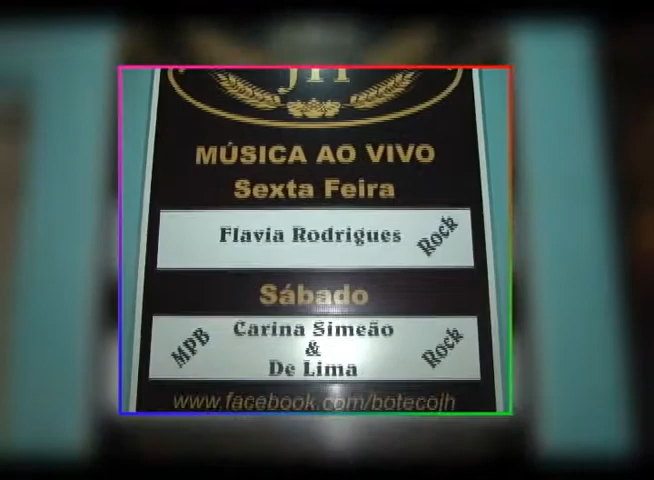 JH
MÚSICA AO VIVO
Sexta Feira
Flavia Rodrigues Rock
Sábado
MPB Carina Simeão Rock
&
De Lima
www.facebook.com/botecojh